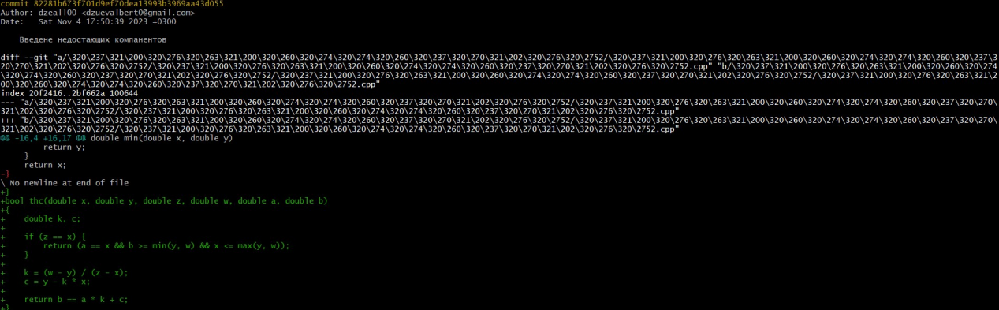 commit 82281b673f701d9ef70dea13993b3969aa43d055
Author: dzeall00 <dzuevalbert0@gmail.com>
Date:   Sat Nov 4 17:50:39 2023 +0300
Введене недостающих компанентов
diff --git "a/\320\237\321\200\320\276\320\263\321\200\320\260\320\274\320\274\320\260\320\237\320\270\321\202\320\276\320\2752/\320\237\321\200\320\276\320\263\321\200\320\260\320\274\320\274\320\260\320\237\3
20\270\321\202\320\276\320\2752/\320\237\321\200\320\276\320\263\321\200\320\260\320\274\320\274\320\260\320\237\320\270\321\202\320\276\320\2752.cpp" "b/\320\237\321\200\320\276\320\263\321\200\320\260\320\274
\320\274\320\260\320\237\320\270\321\202\320\276\320\2752/\320\237\321\200\320\276\320\263\321\200\320\260\320\274\320\274\320\260\320\237\320\270\321\202\320\276\320\2752/\320\237\321\200\320\276\320\263\321\2
00\320\260\320\274\320\274\320\260\320\237\320\270\321\202\320\276\320\2752.cpp"
index 20f2416..2bf662a 100644
--- "a/\320\237\321\200\320\276\320\263\321\200\320\260\320\274\320\274\320\260\320\237\320\270\321\202\320\276\320\2752/\320\237\321\200\320\276\320\263\321\200\320\260\320\274\320\274\320\260\320\237\320\270\
321\202\320\276\320\2752/\320\237\321\200\320\276\320\263\321\200\320\260\320\274\320\274\320\260\320\237\320\270\321\202\320\276\320\2752.cpp"
+++ "b/\320\237\321\200\320\276\320\263\321\200\320\260\320\274\320\274\320\260\320\237\320\270\321\202\320\276\320\2752/\320\237\321\200\320\276\320\263\321\200\320\260\320\274\320\274\320\260\320\237\320\270\
321\202\320\276\320\2752/\320\237\321\200\320\276\320\263\321\200\320\260\320\274\320\274\320\260\320\237\320\270\321\202\320\276\320\2752.cpp"
@@ -16,4 +16,17 @@ double min(double x, double y)
         return y;
     }
     return x;
-}
\ No newline at end of file
+}
+bool thc(double x, double y, double z, double w, double a, double b)
+{
+    double k, c;
+
+    if (z == x) {
+        return (a == x && b >= min(y, w) && x <= max(y, w));
+    }
+
+    k = (w - y) / (z - x);
+    c = y - k * x;
+
+    return b == a * k + c;
+}